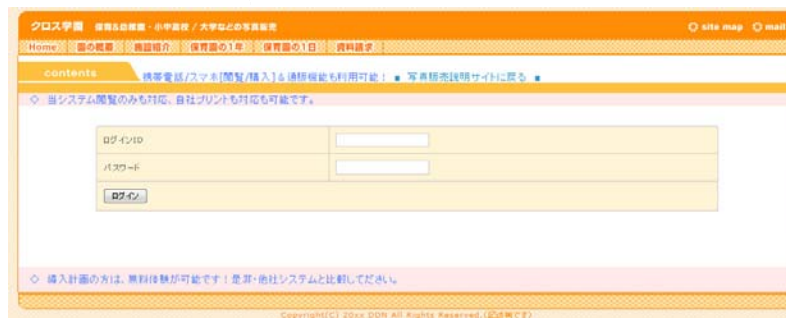 クロス学園 保育&幼稚園・小中高校/大学などの写真販売
site map mail
Home 園の概要 施設紹介 保育園の1年 保育園の1日 資料請求
contents
携帯電話/スマホ[閲覧/購入]&通販機能も利用可能! ■ 写真販売説明サイトに戻る ■
◇ 当システム閲覧のみも対応、自社プリントも対応も可能です。
ログインID
パスワード
ログイン
◇ 導入計画の方は、無料体験が可能です!是非・他社システムと比較してださい。
Copyright(C) 20xx DDN All Rights Reserved.(記述例です)